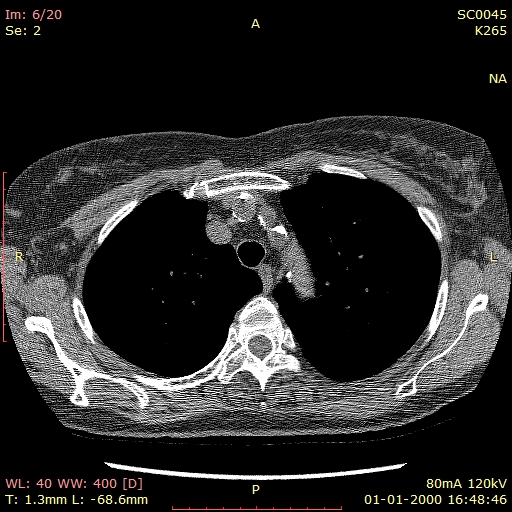 Im: 6/20
Se: 2
A
SC0045
K265
NA
R
L
WL: 40 WW: 400 [D]
T: 1.3mm L: -68.6mm
P
80mA 120kV
01-01-2000 16:48:46